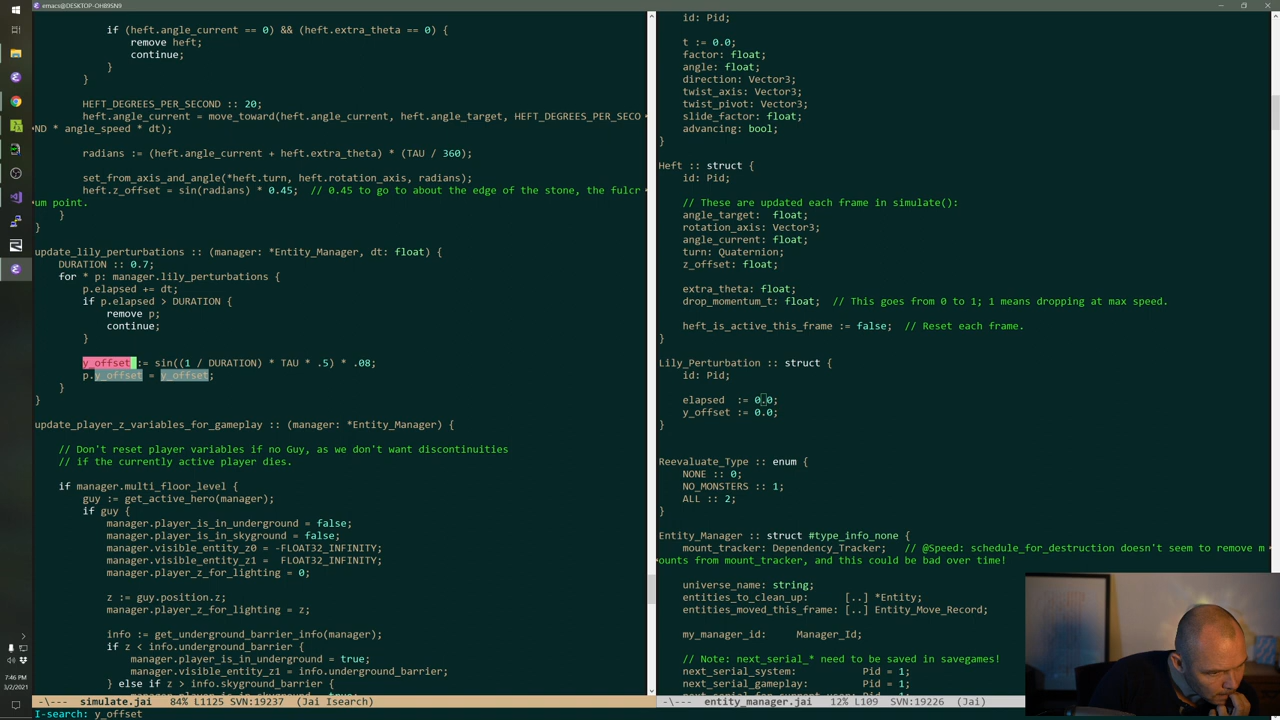 emacs@DESKTOP-OH89SN9
if (heft.angle_current == 0) && (heft.extra_theta == 0) {
remove heft;
continue;
}
}
HEFT_DEGREES_PER_SECOND :: 20;
heft.angle_current = move_toward(heft.angle_current, heft.angle_target, HEFT_DEGREES_PER_SECO
ND * angle_speed * dt);
radians := (heft.angle_current + heft.extra_theta) * (TAU / 360);
set_from_axis_and_angle(*heft.turn, heft.rotation_axis, radians);
heft.z_offset = sin(radians) * 0.45;  // 0.45 to go to about the edge of the stone, the fulcr
um point.
}
}
update_lily_perturbations :: (manager: *Entity_Manager, dt: float) {
DURATION :: 0.7;
for * p: manager.lily_perturbations {
p.elapsed += dt;
if p.elapsed > DURATION {
remove p;
continue;
}
y_offset := sin((1 / DURATION) * TAU * .5) * .08;
p.y_offset = y_offset;
}
}
update_player_z_variables_for_gameplay :: (manager: *Entity_Manager) {
// Don't reset player variables if no Guy, as we don't want discontinuities
// if the currently active player dies.
if manager.multi_floor_level {
guy := get_active_hero(manager);
if guy {
manager.player_is_in_underground = false;
manager.player_is_in_skyground = false;
manager.visible_entity_z0 = -FLOAT32_INFINITY;
manager.visible_entity_z1 =  FLOAT32_INFINITY;
manager.player_z_for_lighting = 0;
z := guy.position.z;
manager.player_z_for_lighting = z;
info := get_underground_barrier_info(manager);
if z < info.underground_barrier {
manager.player_is_in_underground = true;
manager.visible_entity_z1 = info.underground_barrier;
} else if z > info.skyground_barrier {
-\--- simulate.jai 84% L1125 SVN:19237 (Jai Isearch)
I-search: y_offset
id: Pid;
t := 0.0;
factor: float;
angle: float;
direction: Vector3;
twist_axis: Vector3;
twist_pivot: Vector3;
slide_factor: float;
advancing: bool;
}
Heft :: struct {
id: Pid;
// These are updated each frame in simulate():
angle_target:  float;
rotation_axis: Vector3;
angle_current: float;
turn: Quaternion;
z_offset: float;
extra_theta: float;
drop_momentum_t: float;  // This goes from 0 to 1; 1 means dropping at max speed.
heft_is_active_this_frame := false;  // Reset each frame.
}
Lily_Perturbation :: struct {
id: Pid;
elapsed  := 0.0;
y_offset := 0.0;
}
Reevaluate_Type :: enum {
NONE :: 0;
NO_MONSTERS :: 1;
ALL :: 2;
}
Entity_Manager :: struct #type_info_none {
mount_tracker: Dependency_Tracker;   // @Speed: schedule_for_destruction doesn't seem to remove m
ounts from mount_tracker, and this could be bad over time!
universe_name: string;
entities_to_clean_up:     [..] *Entity;
entities_moved_this_frame: [..] Entity_Move_Record;
my_manager_id:     Manager_Id;
// Note: next_serial_* need to be saved in savegames!
next_serial_system:        Pid = 1;
next_serial_gameplay:      Pid = 1;
-\--- entity_manager.jai 12% L109 SVN:19226 (Jai)
7:46 PM
5/2/2021